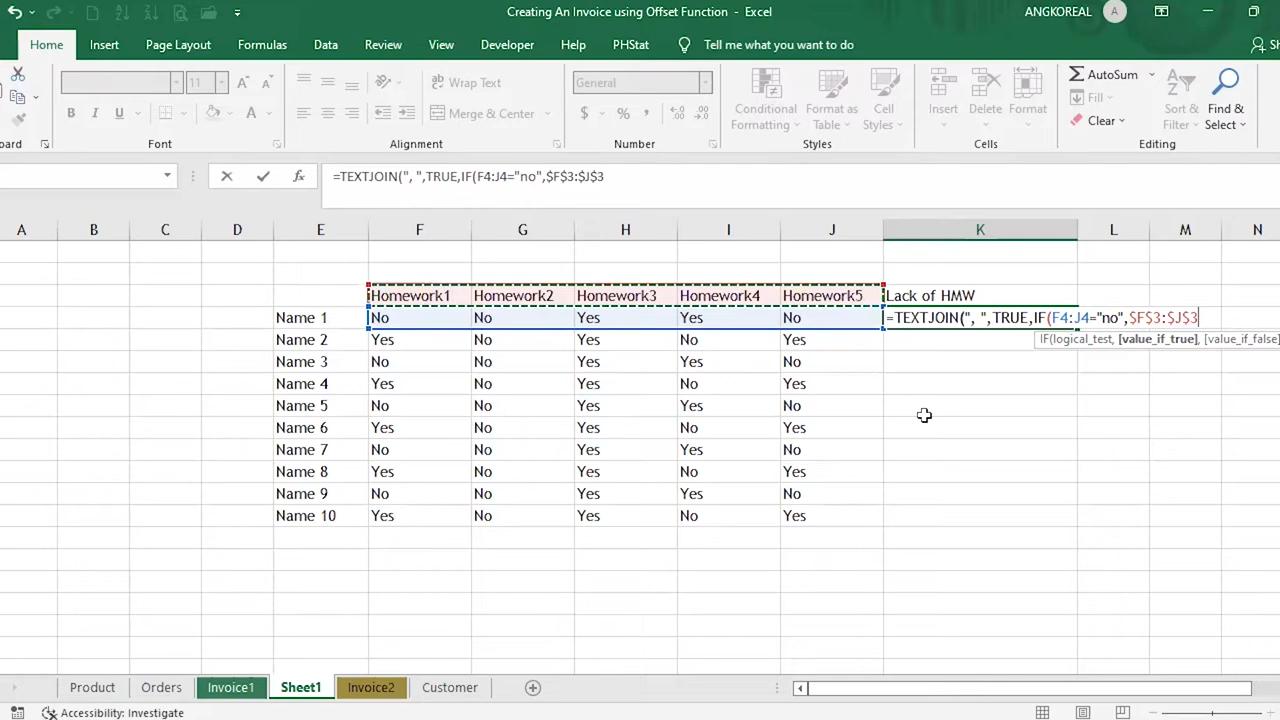 Creating An Invoice using Offset Function - Excel
ANGKOREAL
A
Home Insert Page Layout Formulas Data Review View Developer Help PHStat Tell me what you want to do
11 A A Wrap Text General Conditional Formatting Format as Table Cell Styles Insert Delete Format AutoSum Fill Clear Sort & Filter Find & Select
B I U A Merge & Center $ % ,
Font Alignment Number Styles Cells Editing
fx =TEXTJOIN(", ",TRUE,IF(F4:J4="no",$F$3:$J$3
A B C D E F G H I J K L M N
Homework1 Homework2 Homework3 Homework4 Homework5 Lack of HMW
Name 1 No No Yes Yes No =TEXTJOIN(", ",TRUE,IF(F4:J4="no",$F$3:$J$3
IF(logical_test, [value_if_true], [value_if_false]
Name 2 Yes No Yes No Yes
Name 3 No No Yes Yes No
Name 4 Yes No Yes No Yes
Name 5 No No Yes Yes No
Name 6 Yes No Yes No Yes
Name 7 No No Yes Yes No
Name 8 Yes No Yes No Yes
Name 9 No No Yes Yes No
Name 10 Yes No Yes No Yes
Product Orders Invoice1 Sheet1 Invoice2 Customer
Accessibility: Investigate